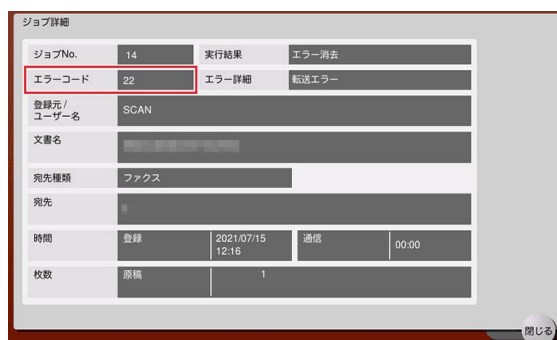 ジョブ詳細
ジョブNo. 14 実行結果 エラー消去
エラーコード 22 エラー詳細 転送エラー
登録元/
ユーザー名 SCAN
文書名
宛先種類 ファクス
宛先
時間 登録 2021/07/15
12:16 通信 00:00
枚数 原稿 1
閉じる